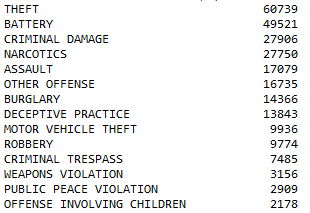 THEFT 60739
BATTERY 49521
CRIMINAL DAMAGE 27906
NARCOTICS 27750
ASSAULT 17079
OTHER OFFENSE 16735
BURGLARY 14366
DECEPTIVE PRACTICE 13843
MOTOR VEHICLE THEFT 9936
ROBBERY 9774
CRIMINAL TRESPASS 7485
WEAPONS VIOLATION 3156
PUBLIC PEACE VIOLATION 2909
OFFENSE INVOLVING CHILDREN 2178